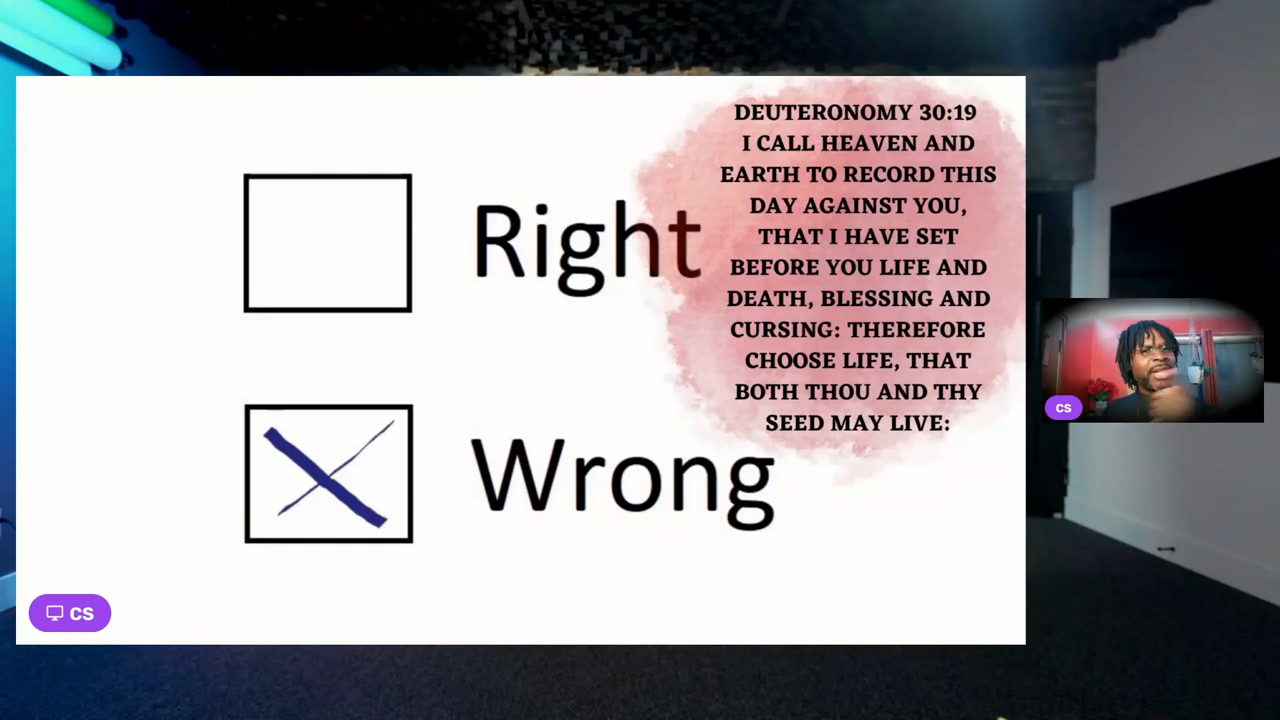 DEUTERONOMY 30:19
I CALL HEAVEN AND
EARTH TO RECORD THIS
DAY AGAINST YOU,
THAT I HAVE SET
BEFORE YOU LIFE AND
DEATH, BLESSING AND
CURSING: THEREFORE
CHOOSE LIFE, THAT
BOTH THOU AND THY
SEED MAY LIVE:
Right
Wrong
CS
CS